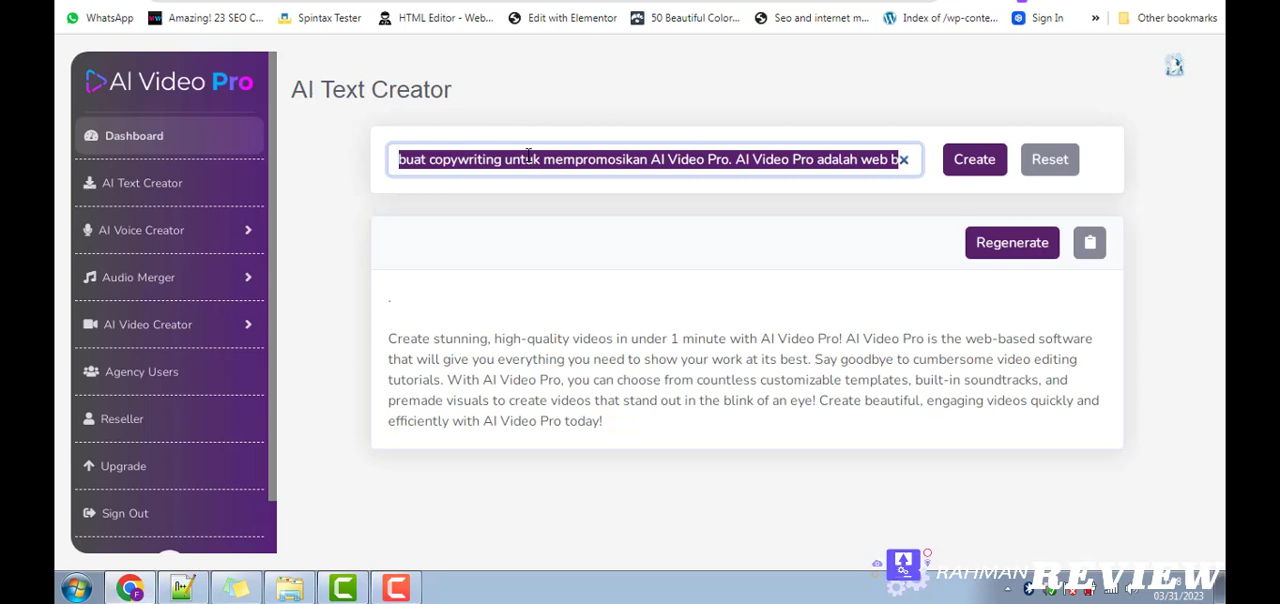 WhatsApp
Amazing! 23 SEO C...
Spintax Tester
HTML Editor - Web...
Edit with Elementor
50 Beautiful Color...
Seo and internet m...
Index of /wp-conte...
Sign In
»
Other bookmarks
AI Video Pro
AI Text Creator
Dashboard
buat copywriting untuk mempromosikan AI Video Pro. AI Video Pro adalah web b
Create
Reset
AI Text Creator
AI Voice Creator
Regenerate
Audio Merger
.
AI Video Creator
Create stunning, high-quality videos in under 1 minute with AI Video Pro! AI Video Pro is the web-based software
that will give you everything you need to show your work at its best. Say goodbye to cumbersome video editing
tutorials. With AI Video Pro, you can choose from countless customizable templates, built-in soundtracks, and
premade visuals to create videos that stand out in the blink of an eye! Create beautiful, engaging videos quickly and
efficiently with AI Video Pro today!
Agency Users
Reseller
Upgrade
Sign Out
RAHMAN REVIEW
03/31/2023